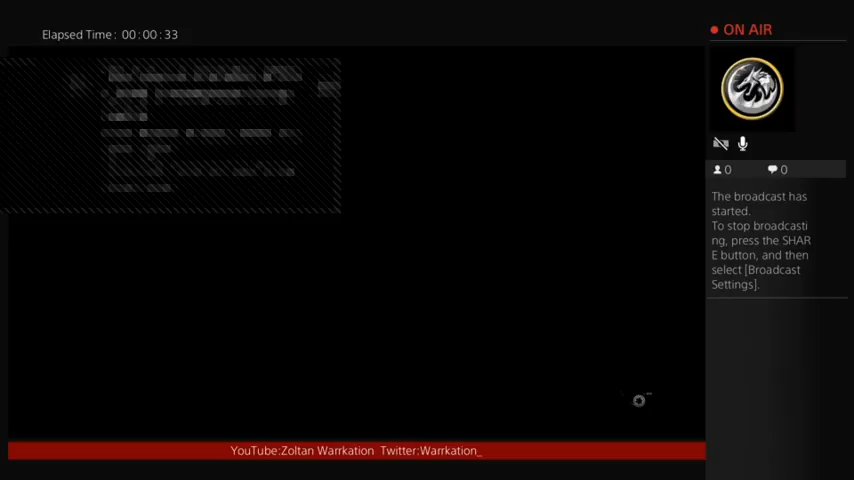 Elapsed Time: 00:00:33
ON AIR
0 0
The broadcast has
started.
To stop broadcasti
ng, press the SHAR
E button, and then
select [Broadcast
Settings].
YouTube:Zoltan Warrkation Twitter:Warrkation_